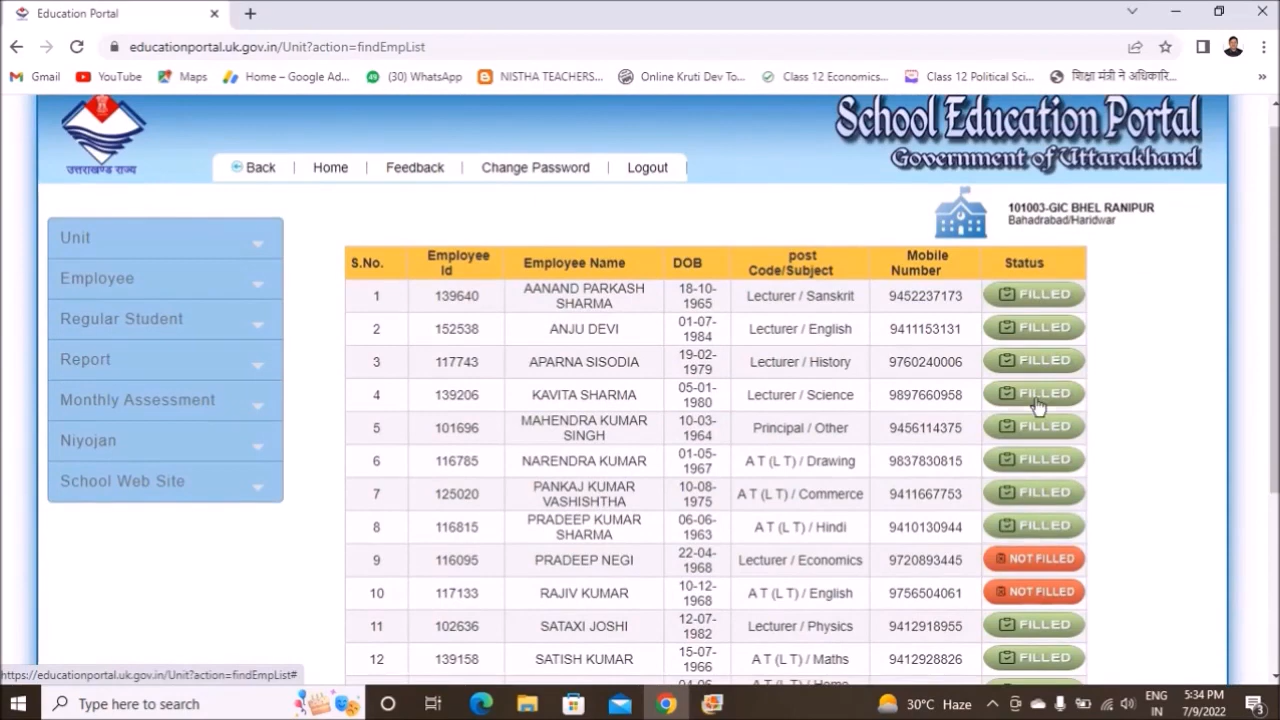 Education Portal
educationportal.uk.gov.in/Unit?action=findEmpList
Gmail YouTube Maps Home – Google Ad... (30) WhatsApp NISTHA TEACHERS... Online Kruti Dev To... Class 12 Economics... Class 12 Political Sci... शिक्षा मंत्री ने अधिकारि...
School Education Portal
Government of Uttarakhand
उत्तराखण्ड राज्य
Back Home Feedback Change Password Logout
101003-GIC BHEL RANIPUR
Bahadrabad/Haridwar
Unit
Employee
Regular Student
Report
Monthly Assessment
Niyojan
School Web Site
S.No. Employee Id Employee Name DOB post Code/Subject Mobile Number Status
1 139640 AANAND PARKASH SHARMA 18-10-1965 Lecturer / Sanskrit 9452237173 FILLED
2 152538 ANJU DEVI 01-07-1984 Lecturer / English 9411153131 FILLED
3 117743 APARNA SISODIA 19-02-1979 Lecturer / History 9760240006 FILLED
4 139206 KAVITA SHARMA 05-01-1980 Lecturer / Science 9897660958 FILLED
5 101696 MAHENDRA KUMAR SINGH 10-03-1964 Principal / Other 9456114375 FILLED
6 116785 NARENDRA KUMAR 01-05-1967 A T (L T) / Drawing 9837830815 FILLED
7 125020 PANKAJ KUMAR VASHISHTHA 10-08-1975 A T (L T) / Commerce 9411667753 FILLED
8 116815 PRADEEP KUMAR SHARMA 06-06-1963 A T (L T) / Hindi 9410130944 FILLED
9 116095 PRADEEP NEGI 22-04-1968 Lecturer / Economics 9720893445 NOT FILLED
10 117133 RAJIV KUMAR 10-12-1968 A T (L T) / English 9756504061 NOT FILLED
11 102636 SATAXI JOSHI 12-07-1982 Lecturer / Physics 9412918955 FILLED
12 139158 SATISH KUMAR 15-07-1966 A T (L T) / Maths 9412928826 FILLED
https://educationportal.uk.gov.in/Unit?action=findEmpList#
Type here to search
30°C Haze
ENG
IN
5:34 PM
7/9/2022
3